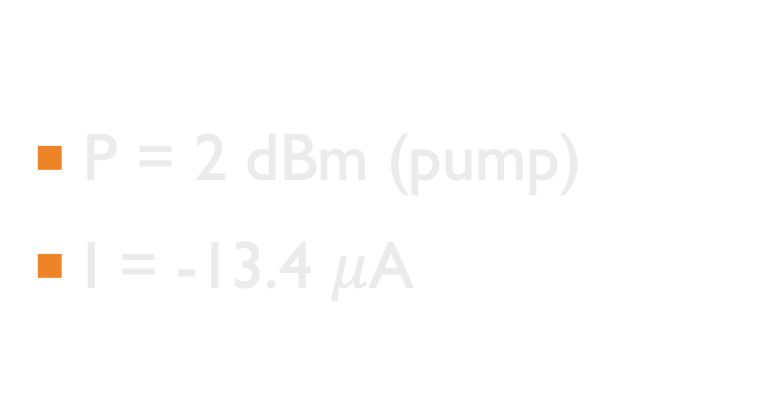 P = 2 dBm (pump)
I = -13.4 𝜇A